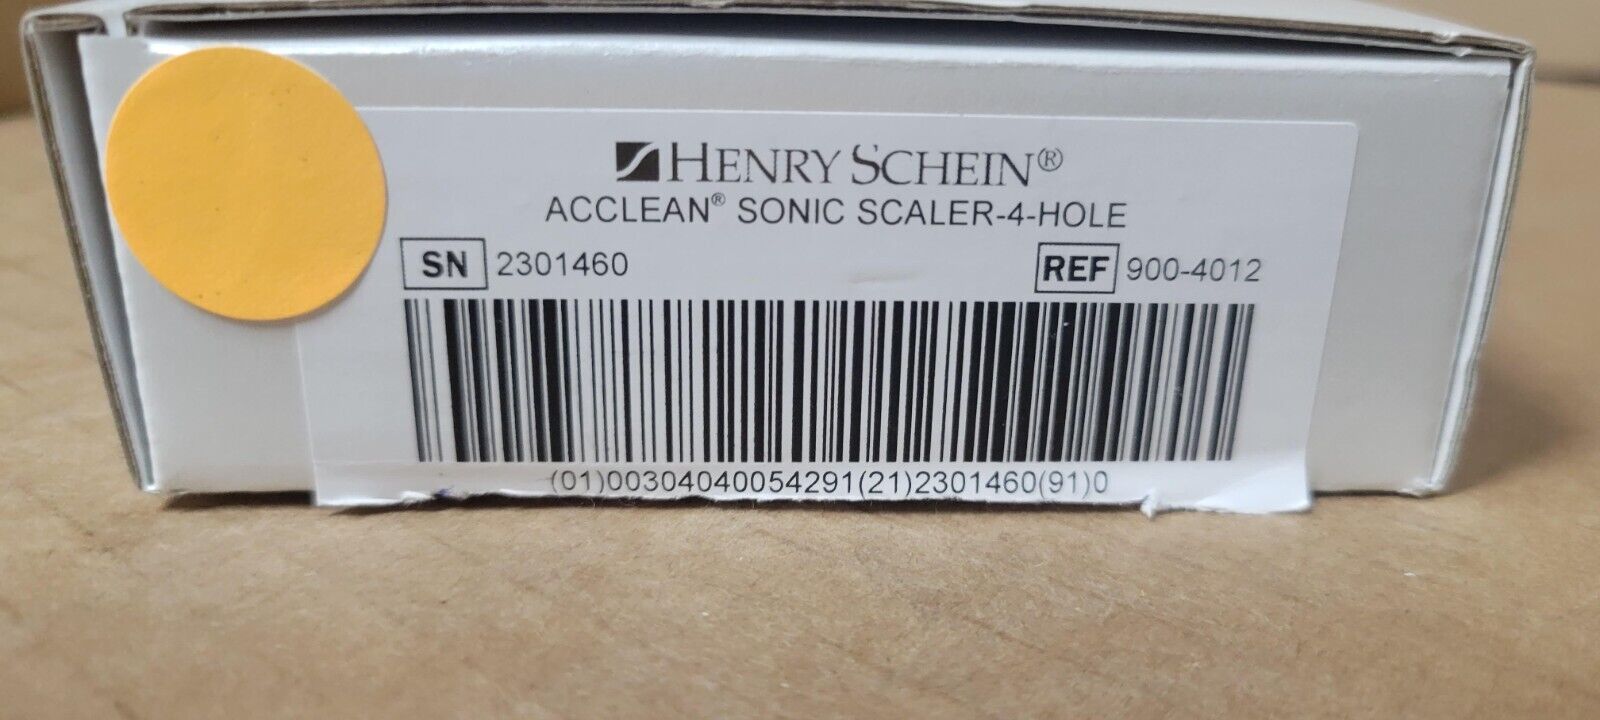 HENRY SCHEIN®
ACCLEAN® SONIC SCALER-4-HOLE
SN 2301460
REF 900-4012
(01)00304040054291(21)2301460(91)0